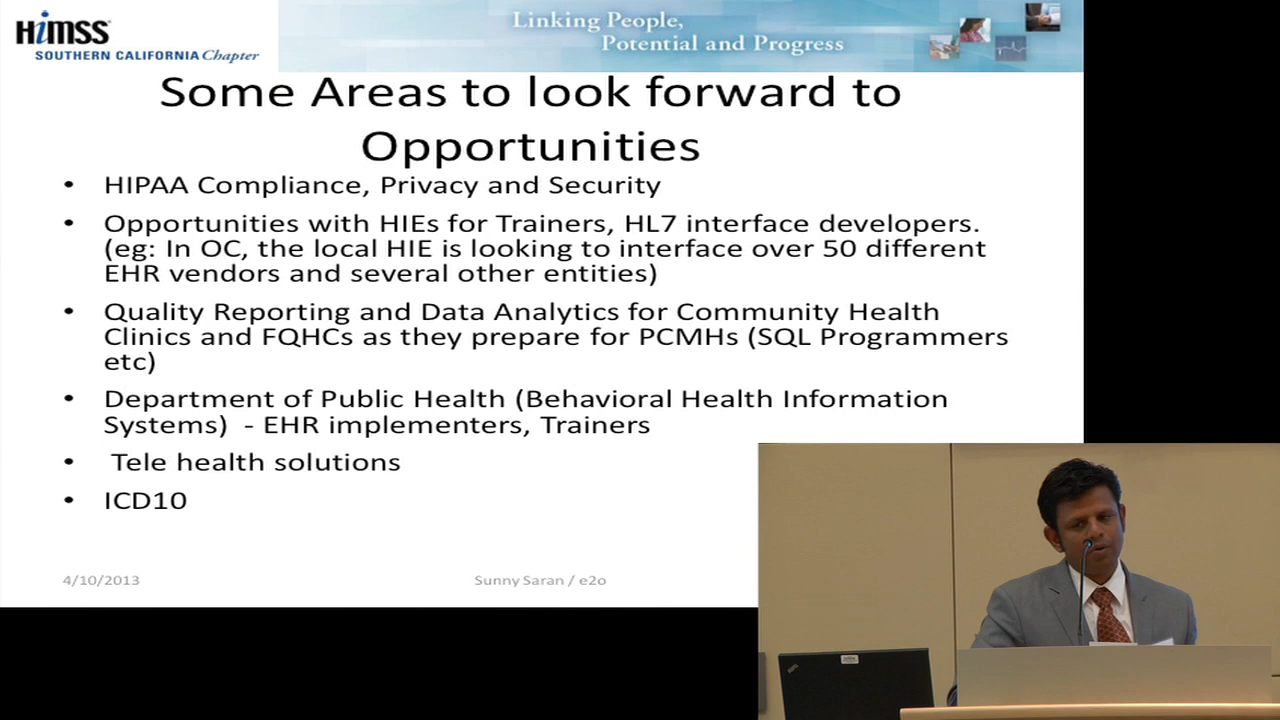 HiMSS
SOUTHERN CALIFORNIA Chapter
Linking People,
Potential and Progress
Some Areas to look forward to
Opportunities
• HIPAA Compliance, Privacy and Security
• Opportunities with HIEs for Trainers, HL7 interface developers.
(eg: In OC, the local HIE is looking to interface over 50 different
EHR vendors and several other entities)
• Quality Reporting and Data Analytics for Community Health
Clinics and FQHCs as they prepare for PCMHs (SQL Programmers
etc)
• Department of Public Health (Behavioral Health Information
Systems) - EHR implementers, Trainers
• Tele health solutions
• ICD10
4/10/2013
Sunny Saran / e2o